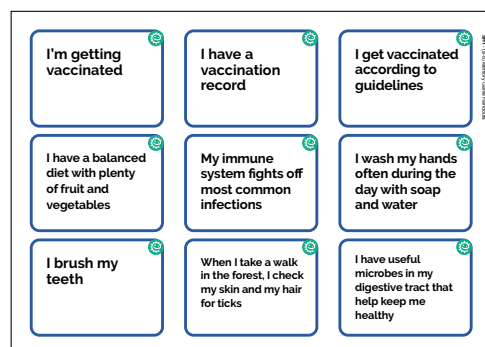 I'm getting
vaccinated
I have a
vaccination
record
I get vaccinated
according to
guidelines
I have a balanced
diet with plenty
of fruit and
vegetables
My immune
system fights off
most common
infections
I wash my hands
often during the
day with soap
and water
I brush my
teeth
When I take a walk
in the forest, I check
my skin and my hair
for ticks
I have useful
microbes in my
digestive tract that
help keep me
healthy